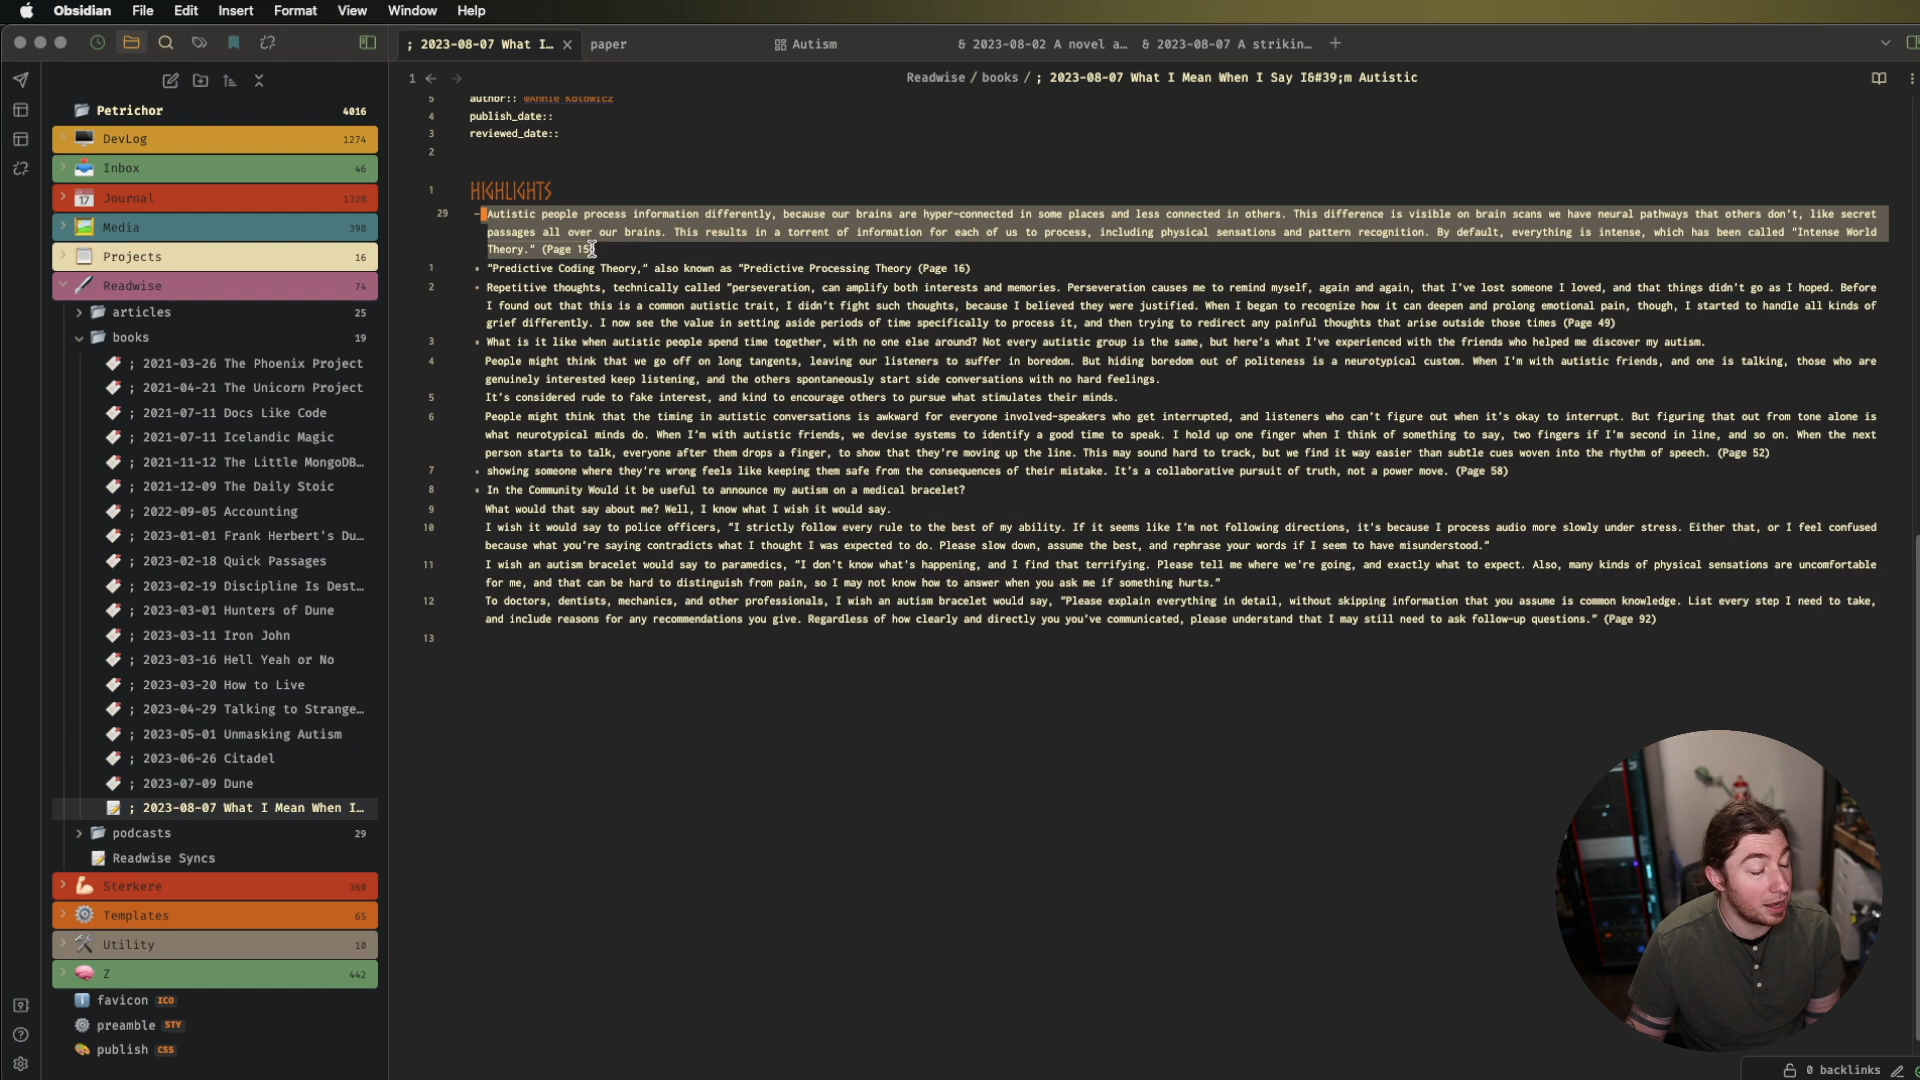 Obsidian File Edit Insert Format View Window Help
; 2023-08-07 What I… paper Autism & 2023-08-02 A novel a… & 2023-08-07 A strikin…
1 Readwise / books / ; 2023-08-07 What I Mean When I Say I&#39;m Autistic
Petrichor 4016
DevLog 1274
Inbox 46
Journal 1328
Media 398
Projects 16
Readwise 74
articles 25
books 19
; 2021-03-26 The Phoenix Project
; 2021-04-21 The Unicorn Project
; 2021-07-11 Docs Like Code
; 2021-07-11 Icelandic Magic
; 2021-11-12 The Little MongoDB…
; 2021-12-09 The Daily Stoic
; 2022-09-05 Accounting
; 2023-01-01 Frank Herbert's Du…
; 2023-02-18 Quick Passages
; 2023-02-19 Discipline Is Dest…
; 2023-03-01 Hunters of Dune
; 2023-03-11 Iron John
; 2023-03-16 Hell Yeah or No
; 2023-03-20 How to Live
; 2023-04-29 Talking to Strange…
; 2023-05-01 Unmasking Autism
; 2023-06-26 Citadel
; 2023-07-09 Dune
; 2023-08-07 What I Mean When I…
podcasts 29
Readwise Syncs
Sterkere 360
Templates 65
Utility 10
Z 442
favicon ICO
preamble STY
publish CSS
5 author:: @Annie Kotowicz
4 publish_date::
3 reviewed_date::
2
1 HIGHLIGHTS
29 - Autistic people process information differently, because our brains are hyper-connected in some places and less connected in others. This difference is visible on brain scans we have neural pathways that others don't, like secret
passages all over our brains. This results in a torrent of information for each of us to process, including physical sensations and pattern recognition. By default, everything is intense, which has been called "Intense World
Theory." (Page 15)
1 • "Predictive Coding Theory," also known as "Predictive Processing Theory (Page 16)
2 • Repetitive thoughts, technically called "perseveration, can amplify both interests and memories. Perseveration causes me to remind myself, again and again, that I've lost someone I loved, and that things didn't go as I hoped. Before
I found out that this is a common autistic trait, I didn't fight such thoughts, because I believed they were justified. When I began to recognize how it can deepen and prolong emotional pain, though, I started to handle all kinds of
grief differently. I now see the value in setting aside periods of time specifically to process it, and then trying to redirect any painful thoughts that arise outside those times (Page 49)
3 • What is it like when autistic people spend time together, with no one else around? Not every autistic group is the same, but here's what I've experienced with the friends who helped me discover my autism.
4 People might think that we go off on long tangents, leaving our listeners to suffer in boredom. But hiding boredom out of politeness is a neurotypical custom. When I'm with autistic friends, and one is talking, those who are
genuinely interested keep listening, and the others spontaneously start side conversations with no hard feelings.
5 It's considered rude to fake interest, and kind to encourage others to pursue what stimulates their minds.
6 People might think that the timing in autistic conversations is awkward for everyone involved-speakers who get interrupted, and listeners who can't figure out when it's okay to interrupt. But figuring that out from tone alone is
what neurotypical minds do. When I'm with autistic friends, we devise systems to identify a good time to speak. I hold up one finger when I think of something to say, two fingers if I'm second in line, and so on. When the next
person starts to talk, everyone after them drops a finger, to show that they're moving up the line. This may sound hard to track, but we find it way easier than subtle cues woven into the rhythm of speech. (Page 52)
7 • showing someone where they're wrong feels like keeping them safe from the consequences of their mistake. It's a collaborative pursuit of truth, not a power move. (Page 58)
8 • In the Community Would it be useful to announce my autism on a medical bracelet?
9 What would that say about me? Well, I know what I wish it would say.
10 I wish it would say to police officers, "I strictly follow every rule to the best of my ability. If it seems like I'm not following directions, it's because I process audio more slowly under stress. Either that, or I feel confused
because what you're saying contradicts what I thought I was expected to do. Please slow down, assume the best, and rephrase your words if I seem to have misunderstood."
11 I wish an autism bracelet would say to paramedics, "I don't know what's happening, and I find that terrifying. Please tell me where we're going, and exactly what to expect. Also, many kinds of physical sensations are uncomfortable
for me, and that can be hard to distinguish from pain, so I may not know how to answer when you ask me if something hurts."
12 To doctors, dentists, mechanics, and other professionals, I wish an autism bracelet would say, "Please explain everything in detail, without skipping information that you assume is common knowledge. List every step I need to take,
and include reasons for any recommendations you give. Regardless of how clearly and directly you you've communicated, please understand that I may still need to ask follow-up questions." (Page 92)
13
0 backlinks